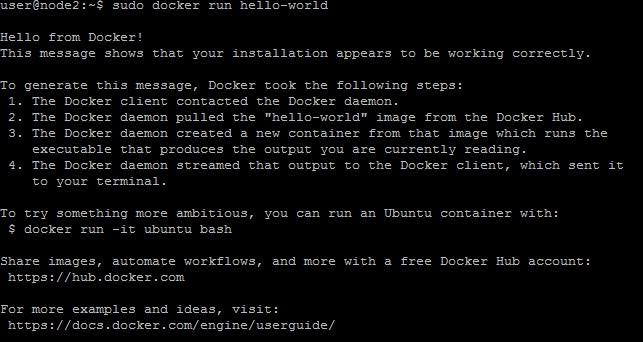 user@node2:~$ sudo docker run hello-world
Hello from Docker!
This message shows that your installation appears to be working correctly.
To generate this message, Docker took the following steps:
1. The Docker client contacted the Docker daemon.
2. The Docker daemon pulled the "hello-world" image from the Docker Hub.
3. The Docker daemon created a new container from that image which runs the
executable that produces the output you are currently reading.
4. The Docker daemon streamed that output to the Docker client, which sent it
to your terminal.
To try something more ambitious, you can run an Ubuntu container with:
$ docker run -it ubuntu bash
Share images, automate workflows, and more with a free Docker Hub account:
https://hub.docker.com
For more examples and ideas, visit:
https://docs.docker.com/engine/userguide/